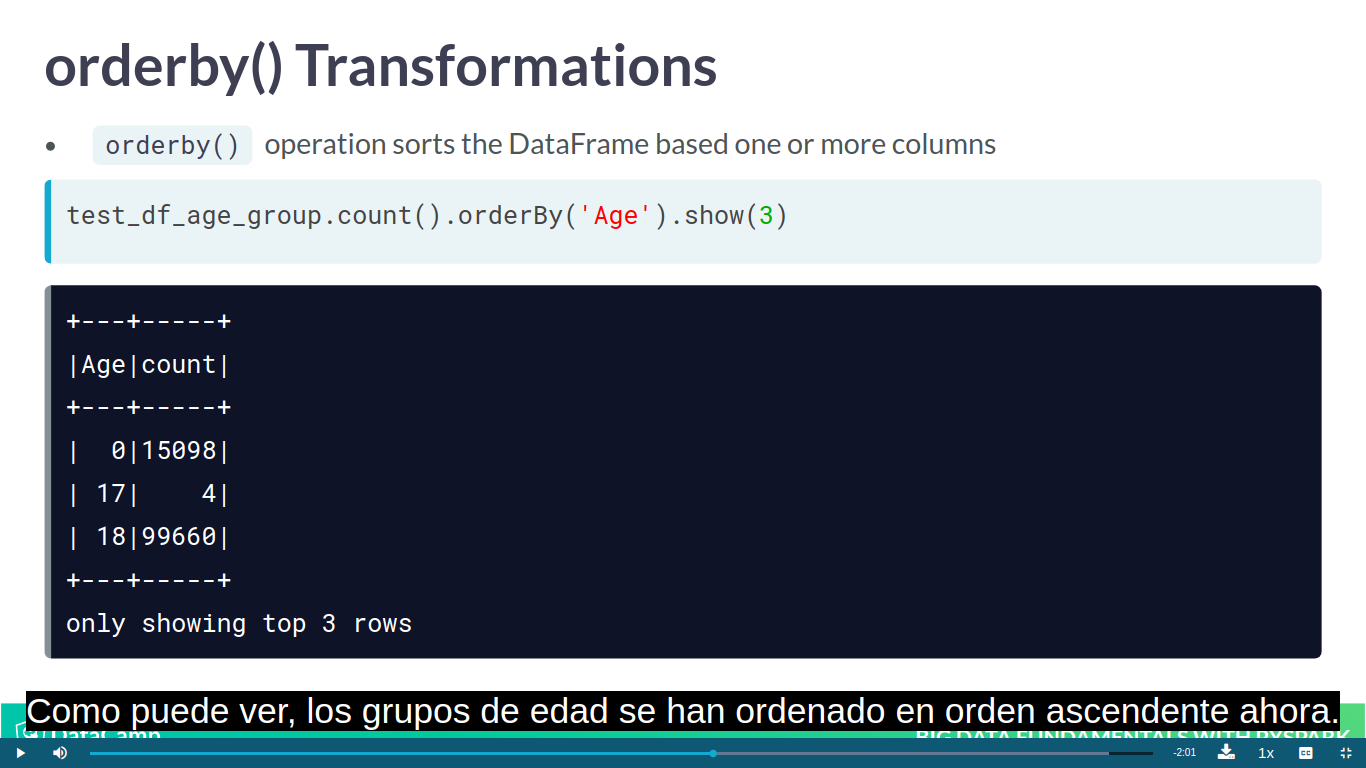 orderby() Transformations
• orderby() operation sorts the DataFrame based one or more columns
test_df_age_group.count().orderBy('Age').show(3)
+---+-----+
|Age|count|
+---+-----+
|  0|15098|
| 17|    4|
| 18|99660|
+---+-----+
only showing top 3 rows
Como puede ver, los grupos de edad se han ordenado en orden ascendente ahora.
DataCamp
BIG DATA FUNDAMENTALS WITH PYSPARK
-2:01
1x
CC